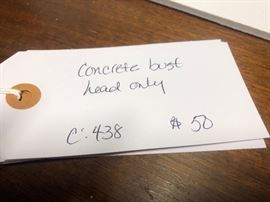 Concrete bust
head only
C: 438 $ 50